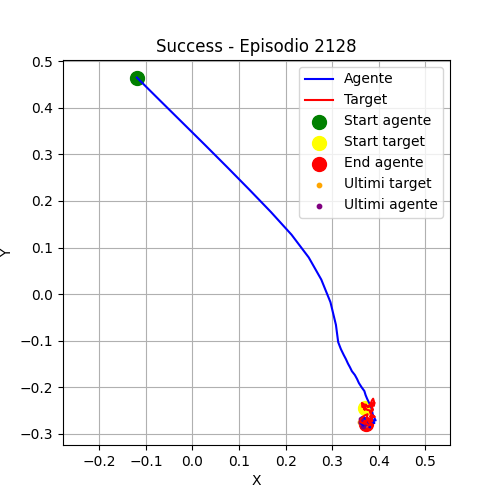 Success - Episodio 2128
Agente
Target
Start agente
Start target
End agente
Ultimi target
Ultimi agente
0.5
0.4
0.3
0.2
0.1
0.0
−0.1
−0.2
−0.3
Y
−0.2 −0.1 0.0 0.1 0.2 0.3 0.4 0.5
X